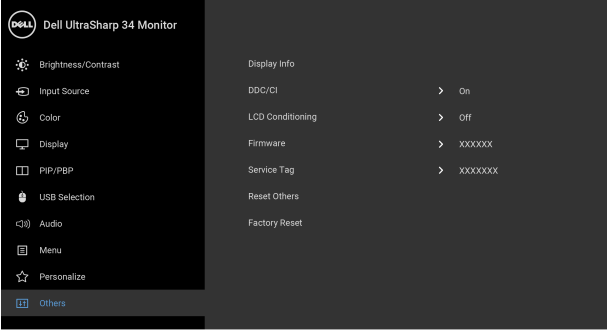 DELL Dell UltraSharp 34 Monitor
Brightness/Contrast
Input Source
Color
Display
PIP/PBP
USB Selection
Audio
Menu
Personalize
Others
Display Info
DDC/CI > On
LCD Conditioning > Off
Firmware > XXXXXX
Service Tag > XXXXXXX
Reset Others
Factory Reset